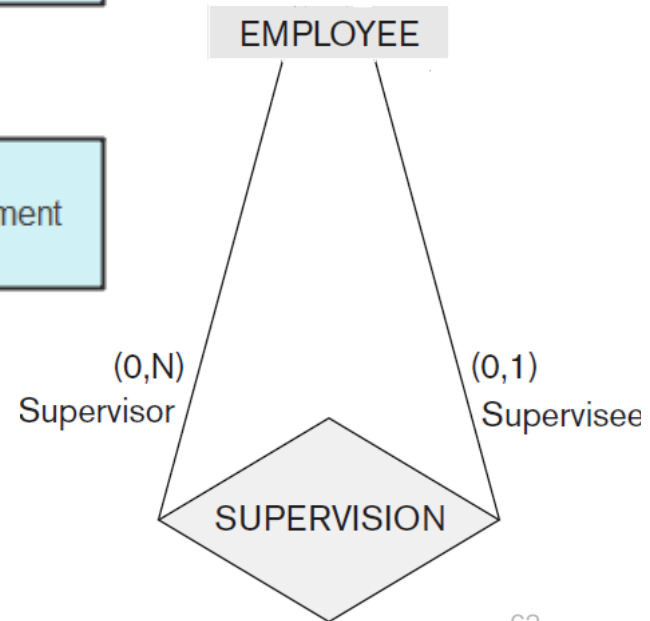 EMPLOYEE
ment
(0,N)
(0,1)
Supervisor
Supervisee
SUPERVISION